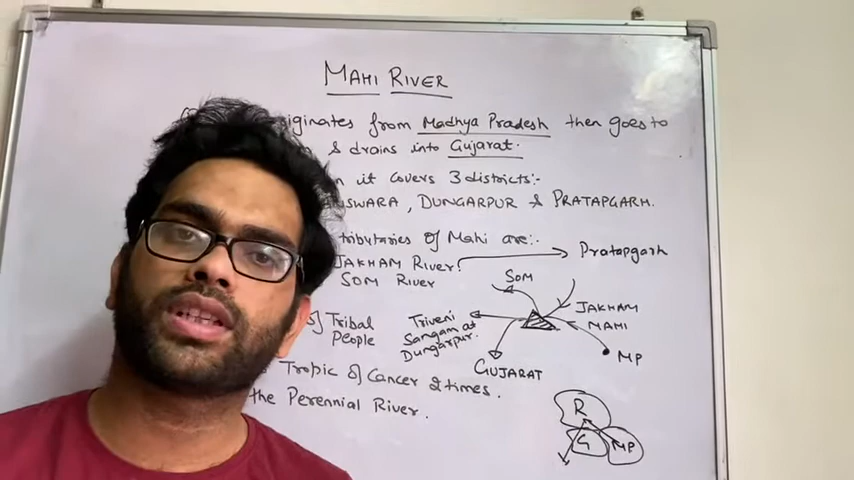 MAHI RIVER
originates from Madhya Pradesh then goes to
& drains into Gujarat.
it covers 3 districts:-
, DUNGARPUR & PRATAPGARH.
tributaries of Mahi are:-
JAKHAM River! → Pratapgarh
SOM River
SOM
JAKHAM
MAHI
MP
GUJARAT
Triveni
Sangam at
Dungarpur.
of Tribal
People
Tropic of Cancer 2 times.
the Perennial River.
R
G
MP